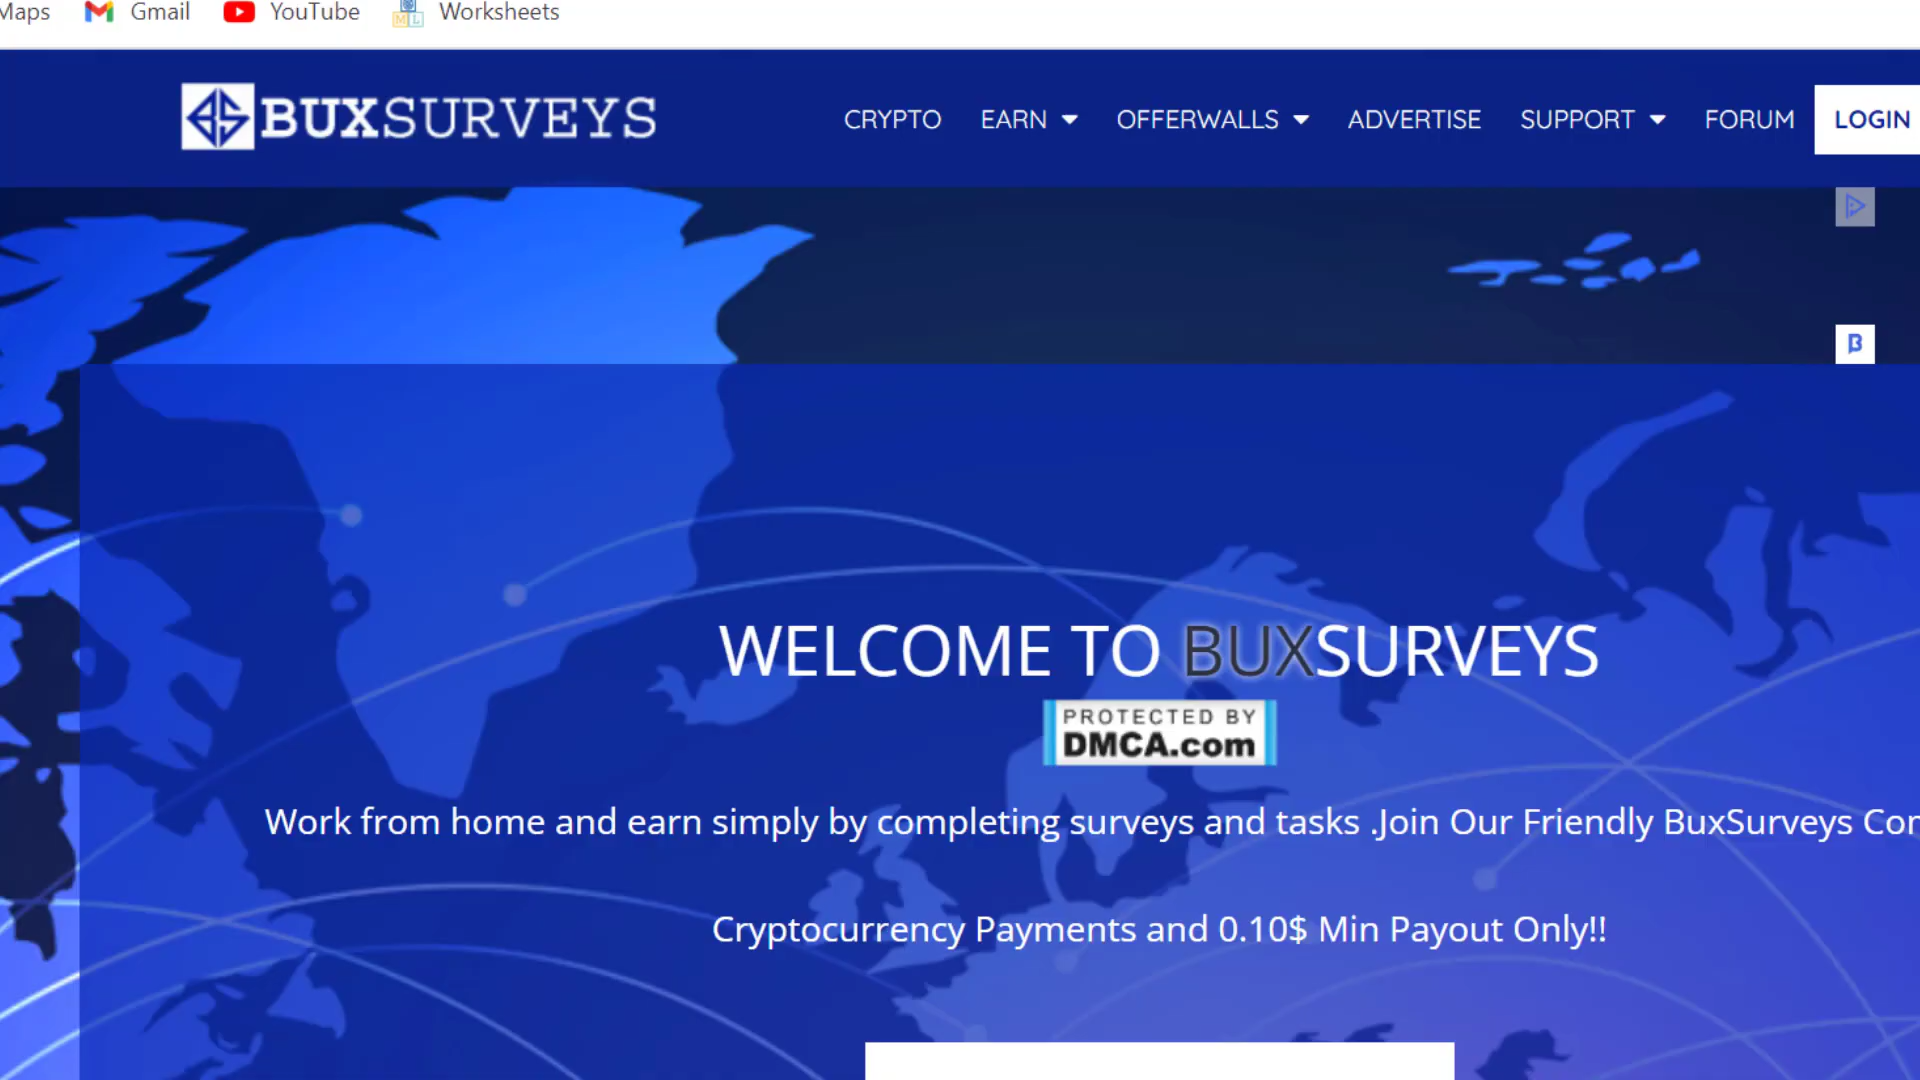 Maps Gmail YouTube Worksheets
BUXSURVEYS CRYPTO EARN OFFERWALLS ADVERTISE SUPPORT FORUM LOGIN
WELCOME TO BUXSURVEYS
PROTECTED BY
DMCA.com
Work from home and earn simply by completing surveys and tasks .Join Our Friendly BuxSurveys
Cryptocurrency Payments and 0.10$ Min Payout Only!!